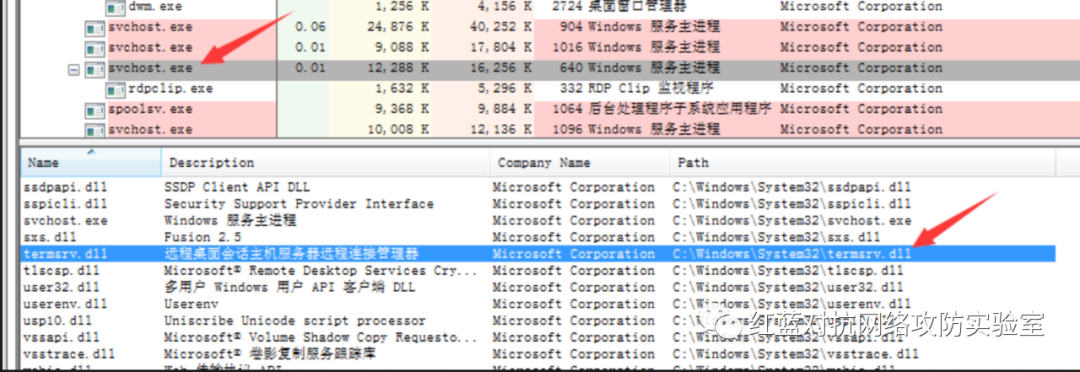 dwm.exe 1,256 K 4,156 K 2724 桌面窗口管理器 Microsoft Corporation
svchost.exe 0.06 24,876 K 40,252 K 904 Windows 服务主进程 Microsoft Corporation
svchost.exe 0.01 9,088 K 17,804 K 1016 Windows 服务主进程 Microsoft Corporation
svchost.exe 0.01 12,288 K 16,256 K 640 Windows 服务主进程 Microsoft Corporation
rdpclip.exe 1,632 K 5,296 K 332 RDP Clip 监视程序 Microsoft Corporation
spoolsv.exe 9,368 K 9,884 K 1064 后台处理程序子系统应用程序 Microsoft Corporation
svchost.exe 10,008 K 12,136 K 1096 Windows 服务主进程 Microsoft Corporation
Name Description Company Name Path
ssdpapi.dll SSDP Client API DLL Microsoft Corporation C:\Windows\System32\ssdpapi.dll
sspicli.dll Security Support Provider Interface Microsoft Corporation C:\Windows\System32\sspicli.dll
svchost.exe Windows 服务主进程 Microsoft Corporation C:\Windows\System32\svchost.exe
sxs.dll Fusion 2.5 Microsoft Corporation C:\Windows\System32\sxs.dll
termsrv.dll 远程桌面会话主机服务器远程连接管理器 Microsoft Corporation C:\Windows\System32\termsrv.dll
tlscsp.dll Microsoft® Remote Desktop Services Cry... Microsoft Corporation C:\Windows\System32\tlscsp.dll
user32.dll 多用户 Windows 用户 API 客户端 DLL Microsoft Corporation C:\Windows\System32\user32.dll
userenv.dll Userenv Microsoft Corporation C:\Windows\System32\userenv.dll
usp10.dll Uniscribe Unicode script processor Microsoft Corporation C:\Windows\System32\usp10.dll
vssapi.dll Microsoft® Volume Shadow Copy Requesto... Microsoft Corporation C:\Windows\System32\vssapi.dll
vsstrace.dll Microsoft® 卷影复制服务跟踪库 Microsoft Corporation C:\Windows\System32\vsstrace.dll
红蓝对抗网络攻防实验室